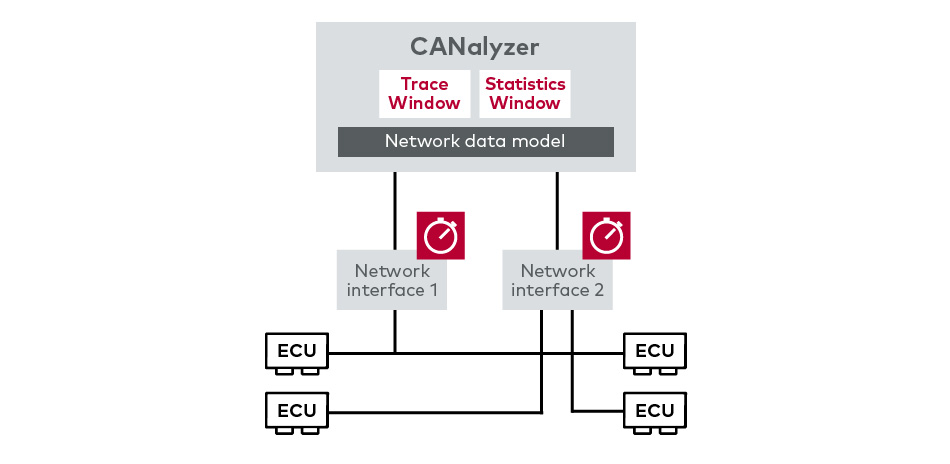 CANalyzer
Trace
Window
Statistics
Window
Network data model
Network
interface 1
Network
interface 2
ECU
ECU
ECU
ECU